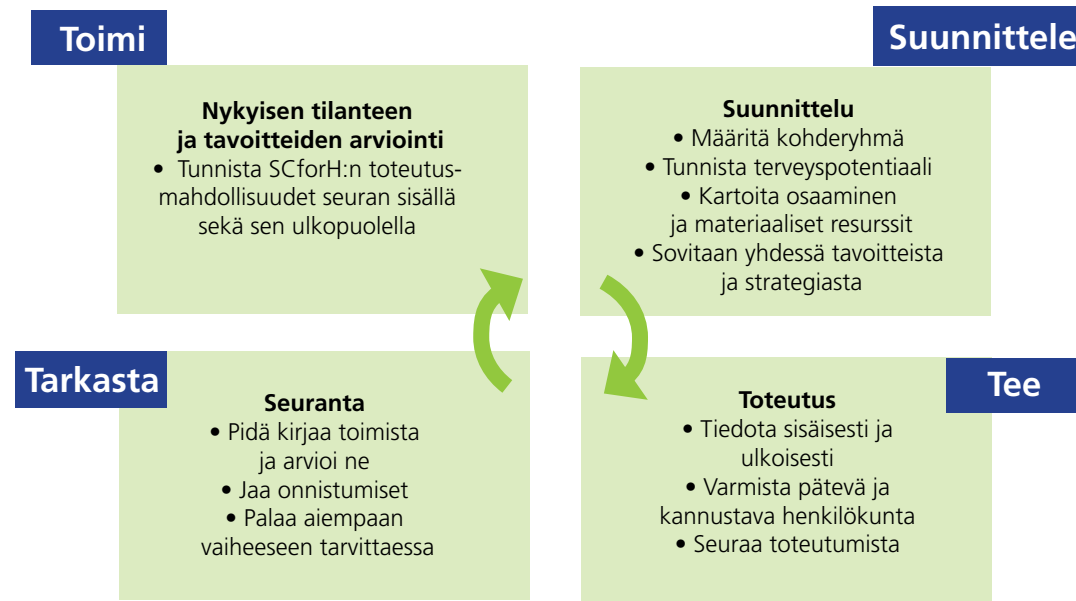 Toimi
Nykyisen tilanteen
ja tavoitteiden arviointi
• Tunnista SCforH:n toteutus-
mahdollisuudet seuran sisällä
sekä sen ulkopuolella
Suunnittele
Suunnittelu
• Määritä kohderyhmä
• Tunnista terveyspotentiaali
• Kartoita osaaminen
ja materiaaliset resurssit
• Sovitaan yhdessä tavoitteista
ja strategiasta
Tarkasta
Seuranta
• Pidä kirjaa toimista
ja arvioi ne
• Jaa onnistumiset
• Palaa aiempaan
vaiheeseen tarvittaessa
Tee
Toteutus
• Tiedota sisäisesti ja
ulkoisesti
• Varmista pätevä ja
kannustava henkilökunta
• Seuraa toteutumista